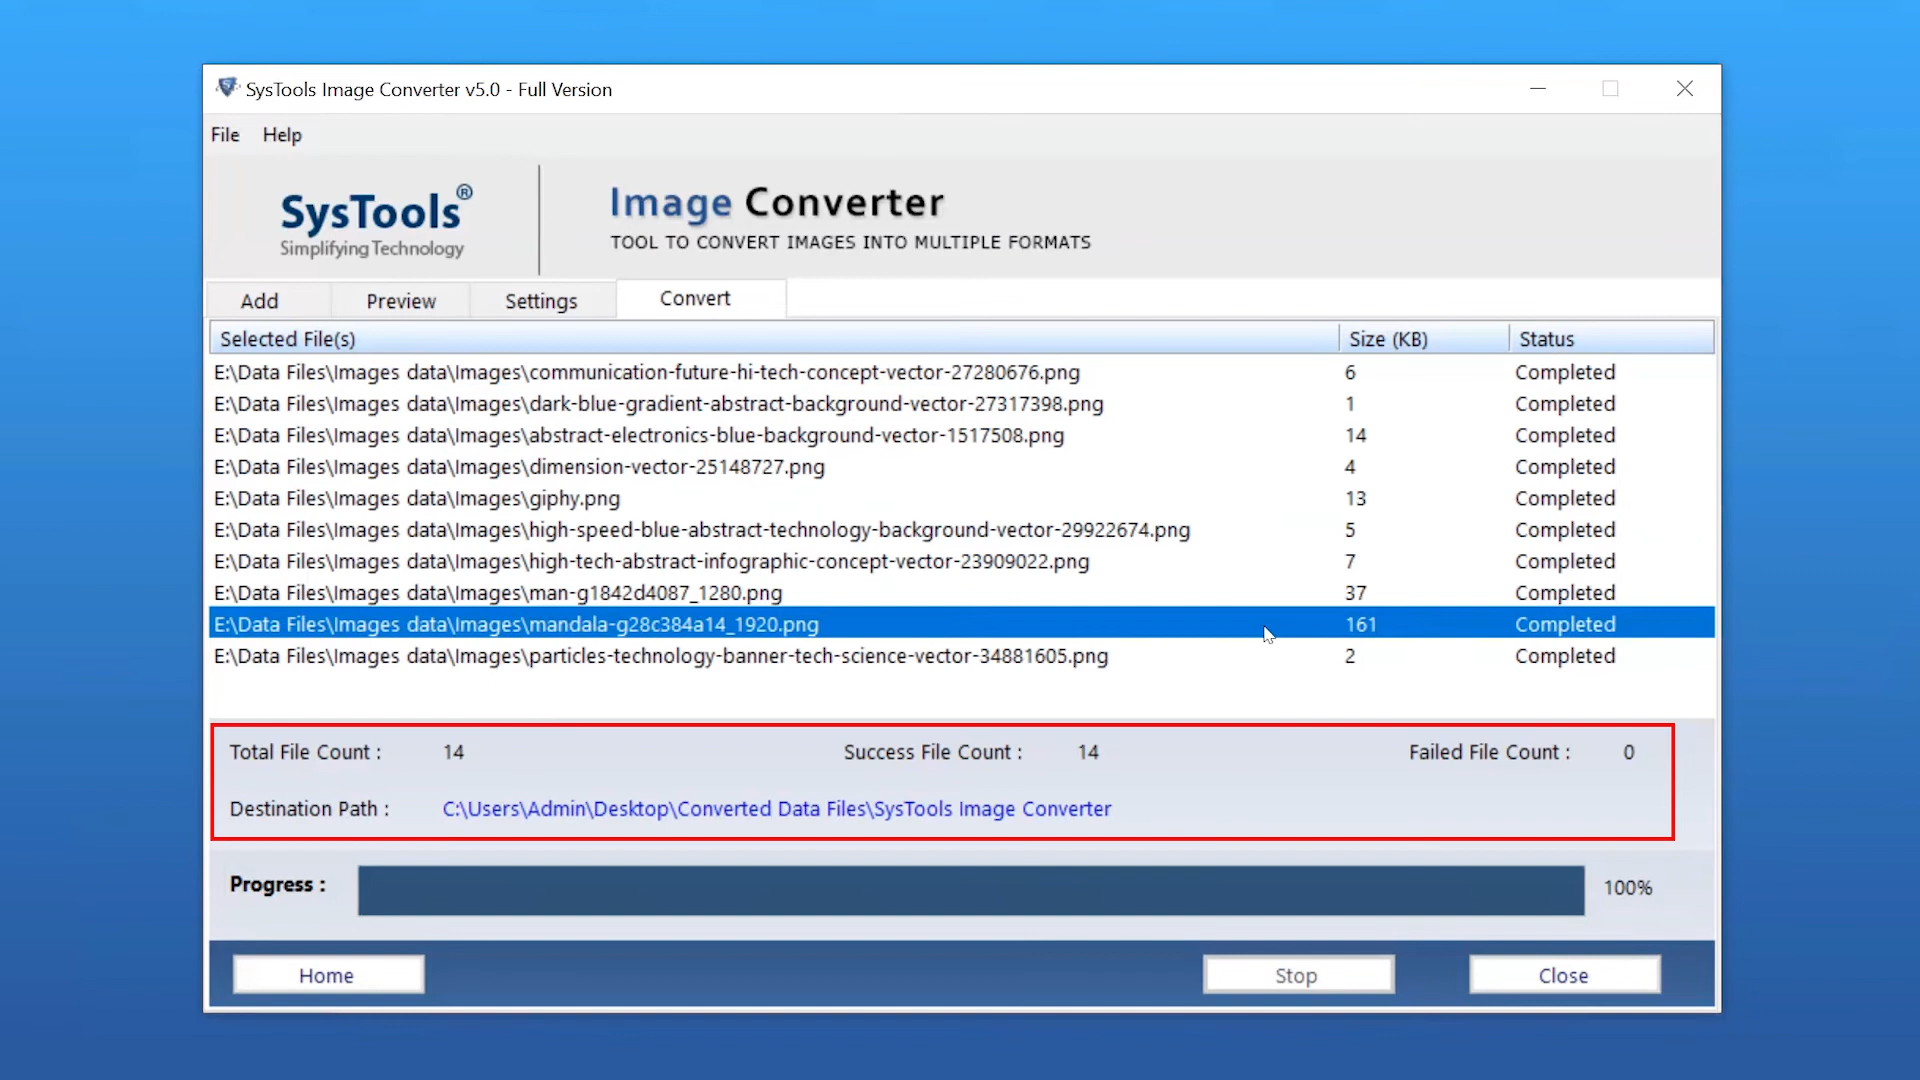 SysTools Image Converter v5.0 - Full Version
File Help
SysTools®
Simplifying Technology
Image Converter
TOOL TO CONVERT IMAGES INTO MULTIPLE FORMATS
Add Preview Settings Convert
Selected File(s) Size (KB) Status
E:\Data Files\Images data\Images\communication-future-hi-tech-concept-vector-27280676.png 6 Completed
E:\Data Files\Images data\Images\dark-blue-gradient-abstract-background-vector-27317398.png 1 Completed
E:\Data Files\Images data\Images\abstract-electronics-blue-background-vector-1517508.png 14 Completed
E:\Data Files\Images data\Images\dimension-vector-25148727.png 4 Completed
E:\Data Files\Images data\Images\giphy.png 13 Completed
E:\Data Files\Images data\Images\high-speed-blue-abstract-technology-background-vector-29922674.png 5 Completed
E:\Data Files\Images data\Images\high-tech-abstract-infographic-concept-vector-23909022.png 7 Completed
E:\Data Files\Images data\Images\man-g1842d4087_1280.png 37 Completed
E:\Data Files\Images data\Images\mandala-g28c384a14_1920.png 161 Completed
E:\Data Files\Images data\Images\particles-technology-banner-tech-science-vector-34881605.png 2 Completed
Total File Count : 14 Success File Count : 14 Failed File Count : 0
Destination Path : C:\Users\Admin\Desktop\Converted Data Files\SysTools Image Converter
Progress : 100%
Home Stop Close